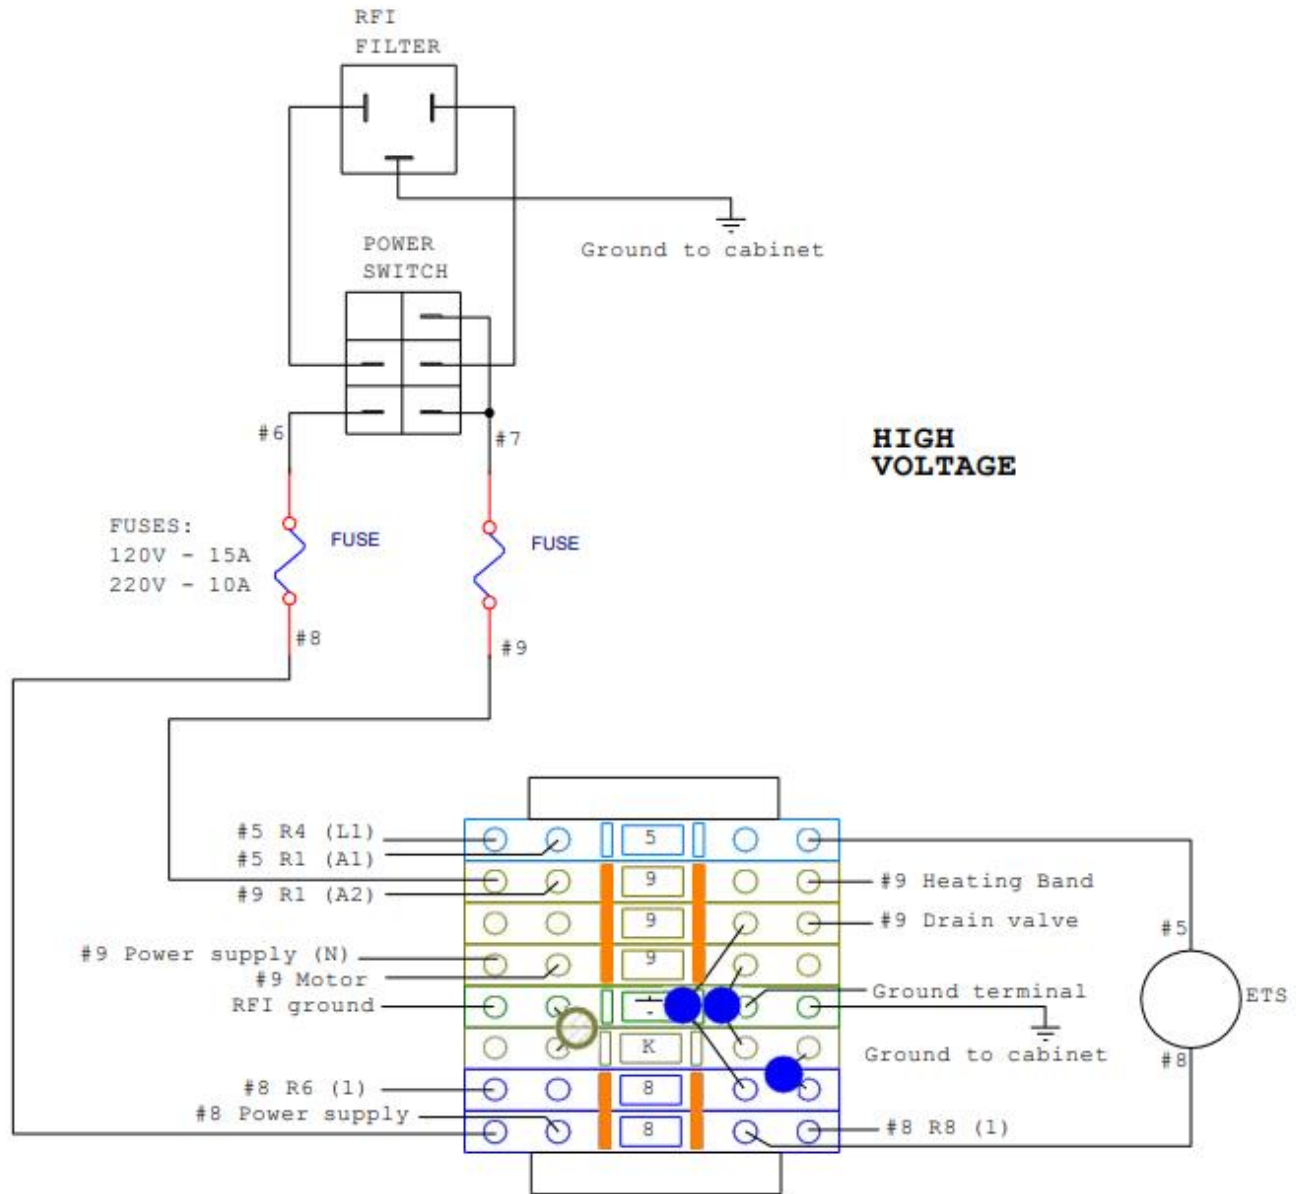 RFI
FILTER
Ground to cabinet
POWER
SWITCH
#6
#7
HIGH
VOLTAGE
FUSES:
120V - 15A
220V - 10A
FUSE
FUSE
#8
#9
#5 R4 (L1)
#5 R1 (A1)
#9 R1 (A2)
#9 Power supply (N)
#9 Motor
RFI ground
#8 R6 (1)
#8 Power supply
5
9
9
9
K
8
8
#9 Heating Band
#9 Drain valve
Ground terminal
Ground to cabinet
#8 R8 (1)
#5
ETS
#8